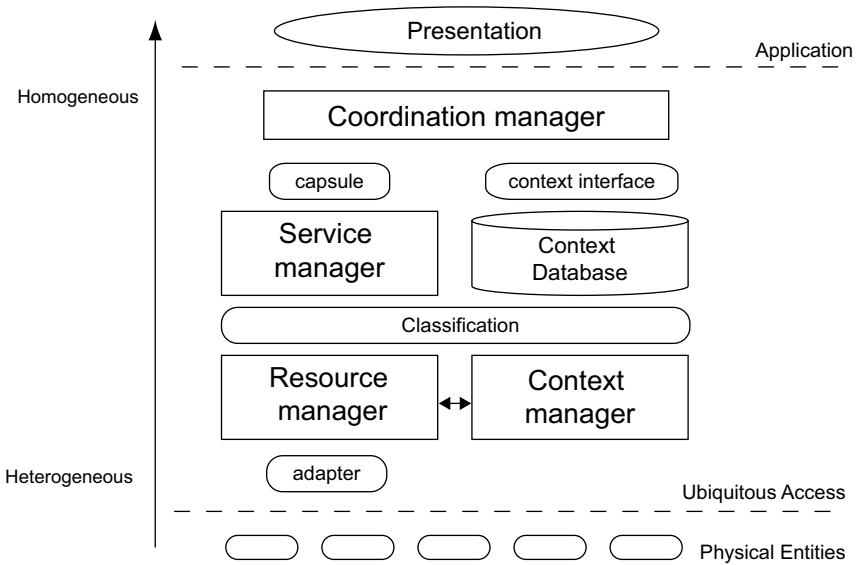 Presentation
Application
Homogeneous
Coordination manager
capsule
context interface
Service
manager
Context
Database
Classification
Resource
manager
Context
manager
Heterogeneous
adapter
Ubiquitous Access
Physical Entities